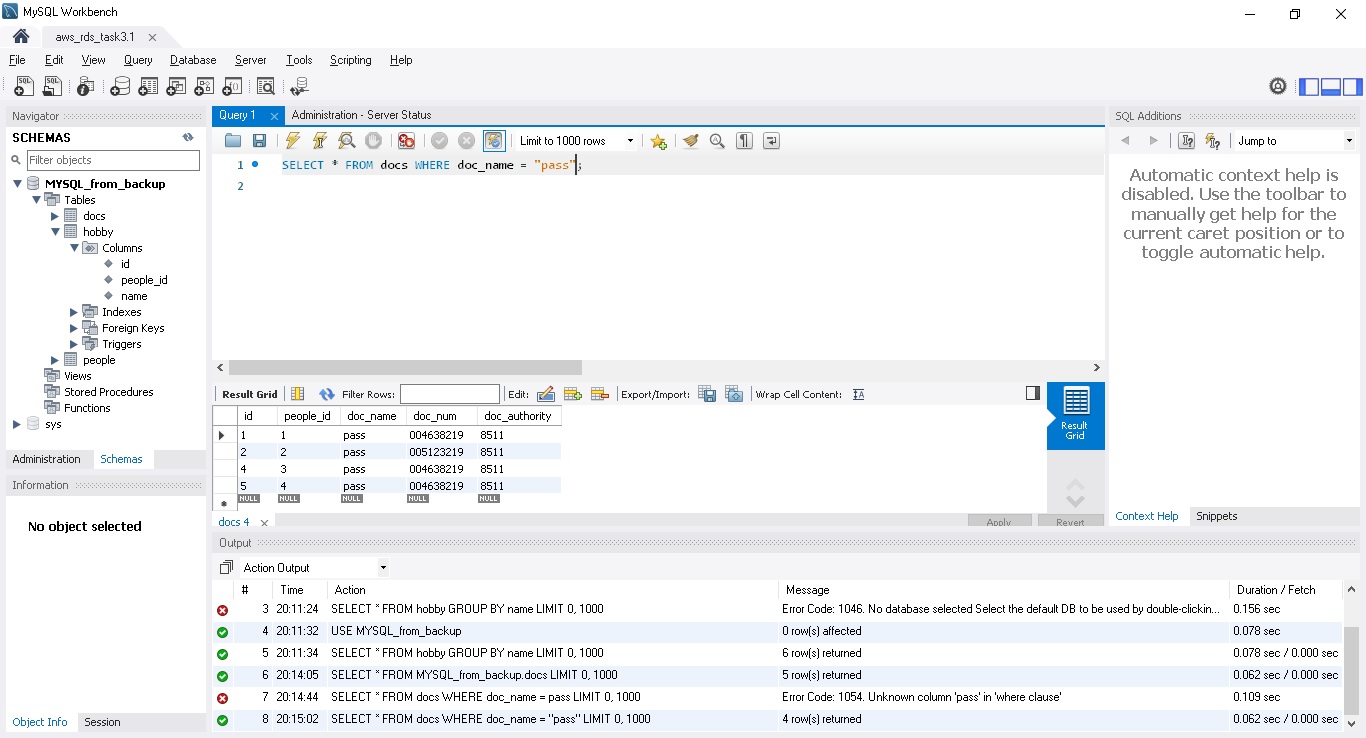 MySQL Workbench
aws_rds_task3.1
File Edit View Query Database Server Tools Scripting Help
Navigator
SCHEMAS
Filter objects
MYSQL_from_backup
Tables
docs
hobby
Columns
id
people_id
name
Indexes
Foreign Keys
Triggers
people
Views
Stored Procedures
Functions
sys
Administration Schemas
Information
No object selected
Object Info Session
Query 1 Administration - Server Status
Limit to 1000 rows
1 SELECT * FROM docs WHERE doc_name = "pass";
2
Result Grid Filter Rows: Edit: Export/Import: Wrap Cell Content:
id people_id doc_name doc_num doc_authority
1 1 pass 004638219 8511
2 2 pass 005123219 8511
4 3 pass 004638219 8511
5 4 pass 004638219 8511
NULL NULL NULL NULL NULL
Result
Grid
docs 4 Apply Revert
SQL Additions
Jump to
Automatic context help is
disabled. Use the toolbar to
manually get help for the
current caret position or to
toggle automatic help.
Context Help Snippets
Output
Action Output
# Time Action Message Duration / Fetch
3 20:11:24 SELECT * FROM hobby GROUP BY name LIMIT 0, 1000 Error Code: 1046. No database selected Select the default DB to be used by double-clickin... 0.156 sec
4 20:11:32 USE MYSQL_from_backup 0 row(s) affected 0.078 sec
5 20:11:34 SELECT * FROM hobby GROUP BY name LIMIT 0, 1000 6 row(s) returned 0.078 sec / 0.000 sec
6 20:14:05 SELECT * FROM MYSQL_from_backup.docs LIMIT 0, 1000 5 row(s) returned 0.062 sec / 0.000 sec
7 20:14:44 SELECT * FROM docs WHERE doc_name = pass LIMIT 0, 1000 Error Code: 1054. Unknown column 'pass' in 'where clause' 0.109 sec
8 20:15:02 SELECT * FROM docs WHERE doc_name = "pass" LIMIT 0, 1000 4 row(s) returned 0.062 sec / 0.000 sec